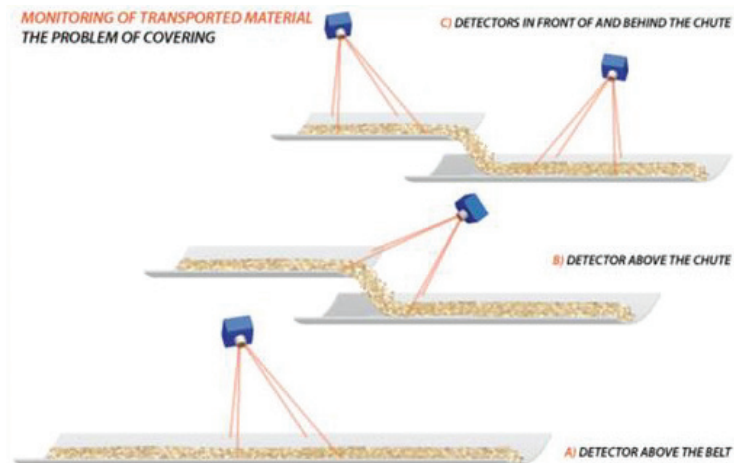 MONITORING OF TRANSPORTED MATERIAL
THE PROBLEM OF COVERING
C) DETECTORS IN FRONT OF AND BEHIND THE CHUTE
B) DETECTOR ABOVE THE CHUTE
A) DETECTOR ABOVE THE BELT